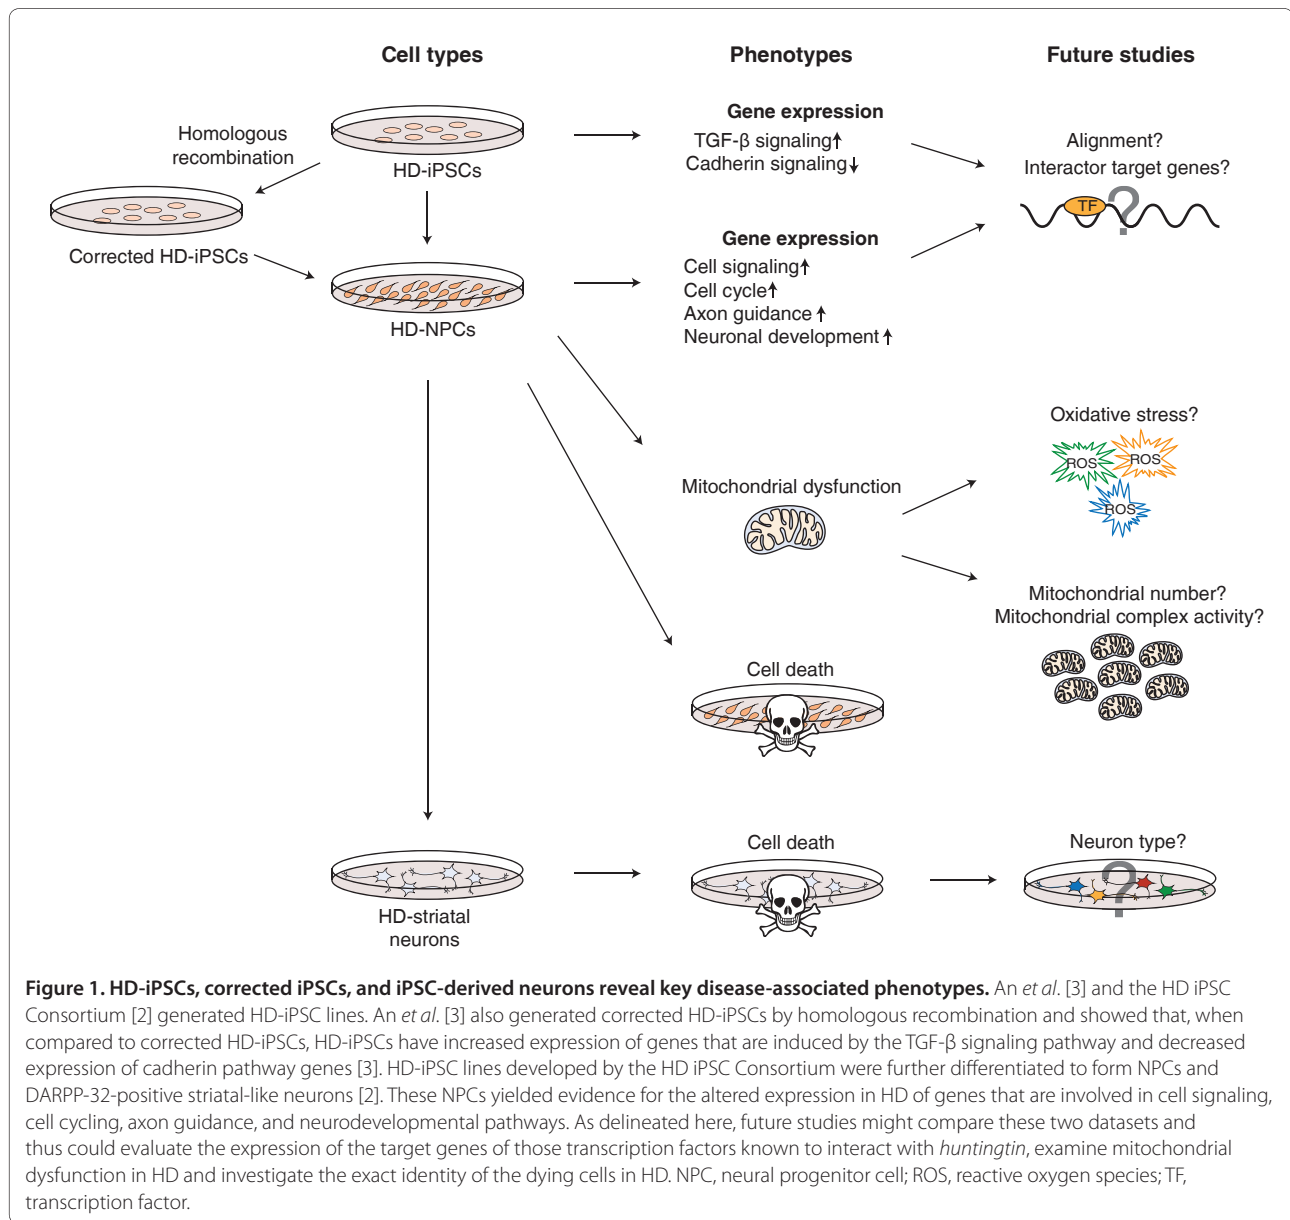 Cell types
Phenotypes
Future studies
Homologous
recombination
HD-iPSCs
Corrected HD-iPSCs
HD-NPCs
Gene expression
TGF-β signaling↑
Cadherin signaling↓
Gene expression
Cell signaling↑
Cell cycle↑
Axon guidance ↑
Neuronal development↑
Alignment?
Interactor target genes?
TF
?
Mitochondrial dysfunction
Oxidative stress?
ROS
ROS
ROS
Mitochondrial number?
Mitochondrial complex activity?
Cell death
HD-striatal
neurons
Cell death
Neuron type?
?
Figure 1. HD-iPSCs, corrected iPSCs, and iPSC-derived neurons reveal key disease-associated phenotypes. An et al. [3] and the HD iPSC
Consortium [2] generated HD-iPSC lines. An et al. [3] also generated corrected HD-iPSCs by homologous recombination and showed that, when
compared to corrected HD-iPSCs, HD-iPSCs have increased expression of genes that are induced by the TGF-β signaling pathway and decreased
expression of cadherin pathway genes [3]. HD-iPSC lines developed by the HD iPSC Consortium were further differentiated to form NPCs and
DARPP-32-positive striatal-like neurons [2]. These NPCs yielded evidence for the altered expression in HD of genes that are involved in cell signaling,
cell cycling, axon guidance, and neurodevelopmental pathways. As delineated here, future studies might compare these two datasets and
thus could evaluate the expression of the target genes of those transcription factors known to interact with huntingtin, examine mitochondrial
dysfunction in HD and investigate the exact identity of the dying cells in HD. NPC, neural progenitor cell; ROS, reactive oxygen species; TF,
transcription factor.